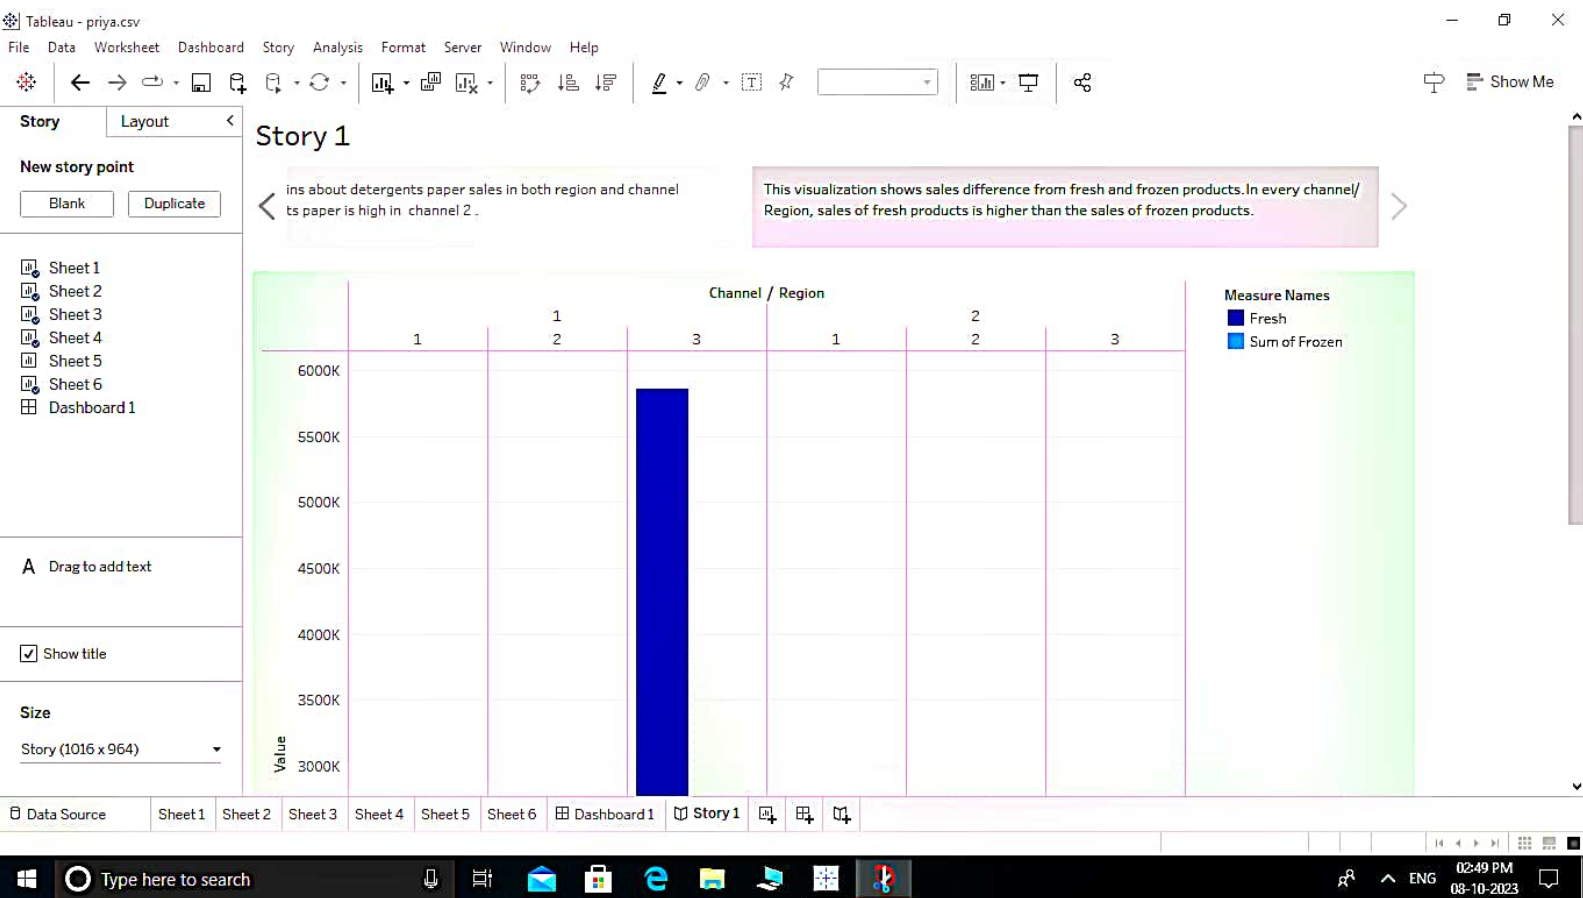 Tableau - priya.csv
File Data Worksheet Dashboard Story Analysis Format Server Window Help
Show Me
Story Layout
New story point
Blank Duplicate
Sheet 1
Sheet 2
Sheet 3
Sheet 4
Sheet 5
Sheet 6
Dashboard 1
A Drag to add text
Show title
Size
Story (1016 x 964)
Story 1
ins about detergents paper sales in both region and channel
ts paper is high in channel 2 .
This visualization shows sales difference from fresh and frozen products.In every channel/
Region, sales of fresh products is higher than the sales of frozen products.
Channel / Region
1 2
1 2 3 1 2 3
6000K
5500K
5000K
4500K
4000K
3500K
3000K
Value
Measure Names
Fresh
Sum of Frozen
Data Source Sheet 1 Sheet 2 Sheet 3 Sheet 4 Sheet 5 Sheet 6 Dashboard 1 Story 1
Type here to search
ENG
02:49 PM
08-10-2023